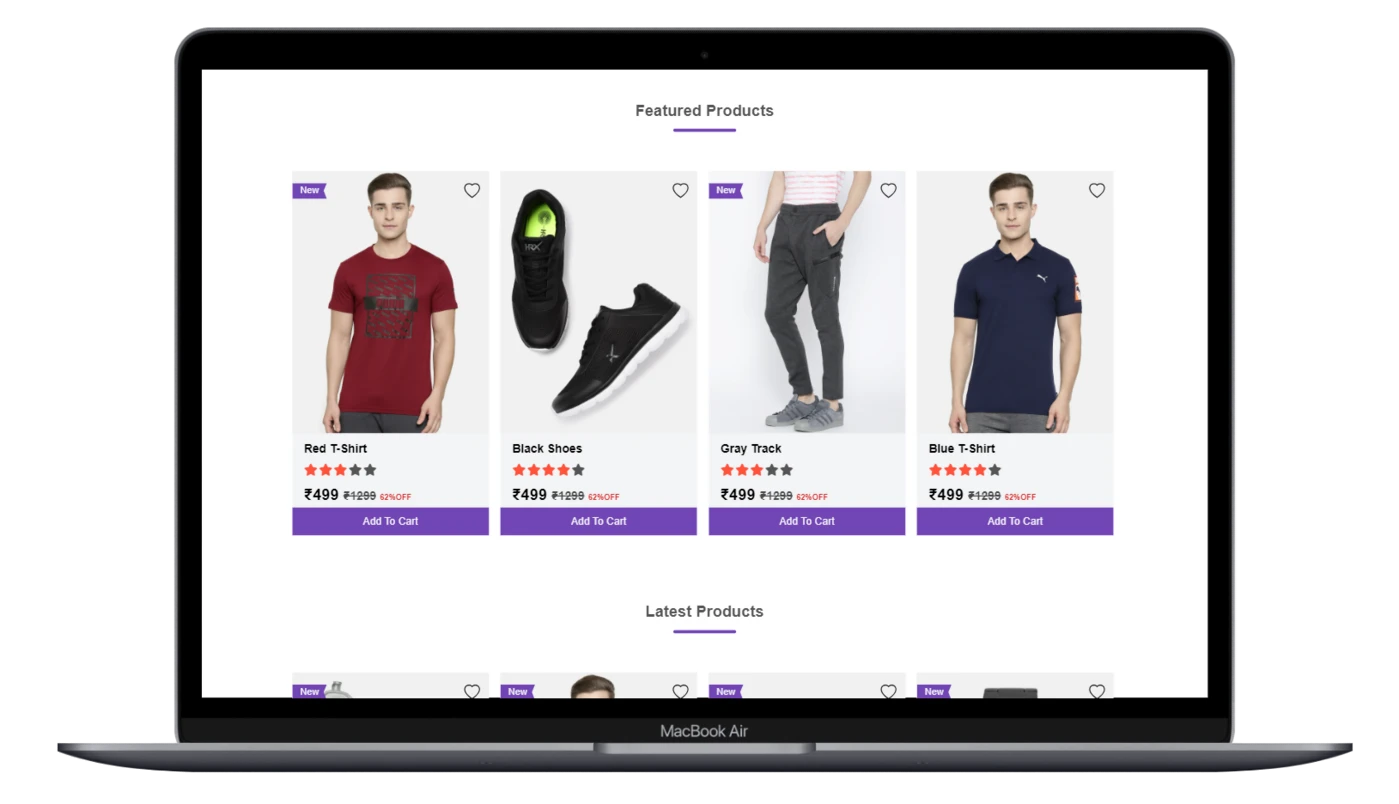 Featured Products
New
New
HRX
Red T-Shirt
Black Shoes
Gray Track
Blue T-Shirt
₹499 ₹1299 62%OFF
₹499 ₹1299 62%OFF
₹499 ₹1299 62%OFF
₹499 ₹1299 62%OFF
Add To Cart
Add To Cart
Add To Cart
Add To Cart
Latest Products
New
New
New
New
MacBook Air